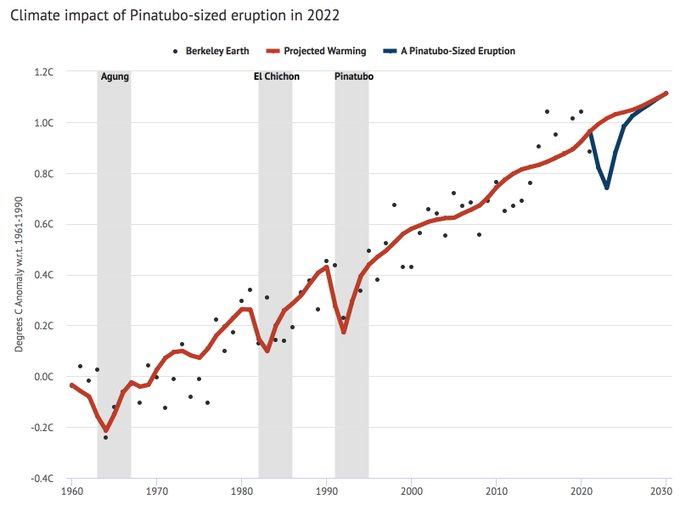 Climate impact of Pinatubo-sized eruption in 2022
Berkeley Earth Projected Warming A Pinatubo-Sized Eruption
Agung El Chichon Pinatubo
Degrees C Anomaly w.r.t. 1961-1990
1.2C
1.0C
0.8C
0.6C
0.4C
0.2C
0.0C
-0.2C
-0.4C
1960 1970 1980 1990 2000 2010 2020 2030